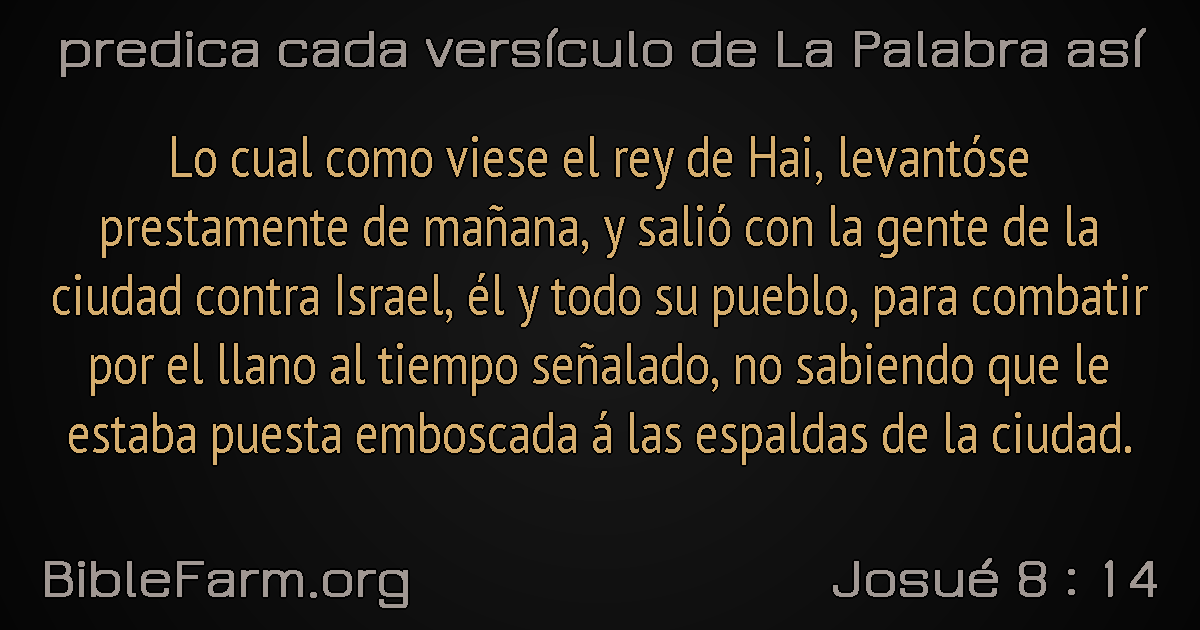 predica cada versículo de La Palabra así
Lo cual como viese el rey de Hai, levantóse
prestamente de mañana, y salió con la gente de la
ciudad contra Israel, él y todo su pueblo, para combatir
por el llano al tiempo señalado, no sabiendo que le
estaba puesta emboscada á las espaldas de la ciudad.
BibleFarm.org
Josué 8 : 14